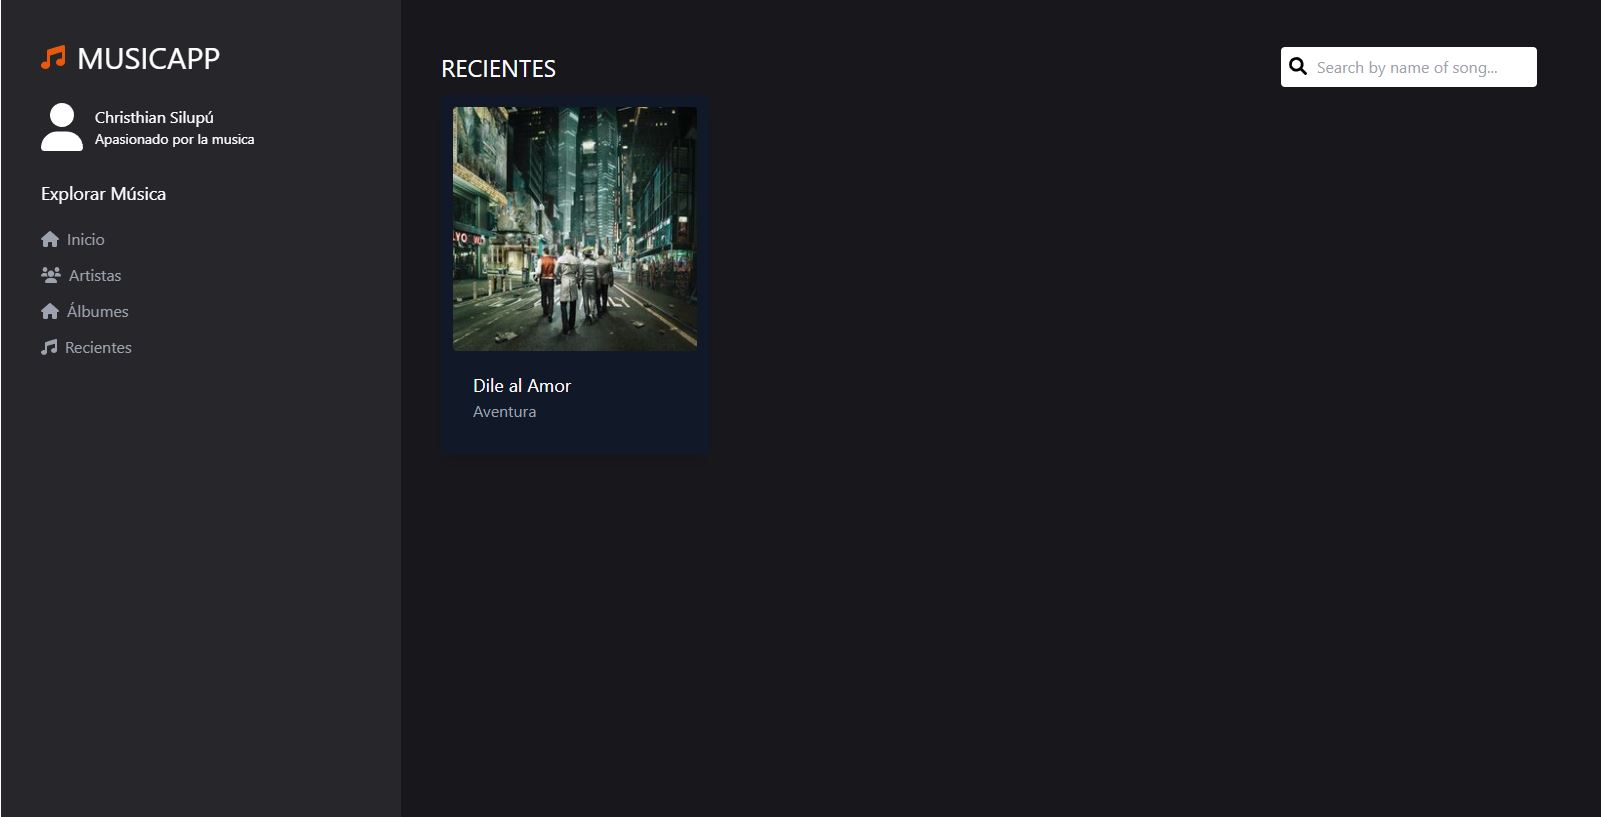 MUSICAPP
Christhian Silupú
Apasionado por la musica
Explorar Música
Inicio
Artistas
Álbumes
Recientes
RECIENTES
Search by name of song...
Dile al Amor
Aventura